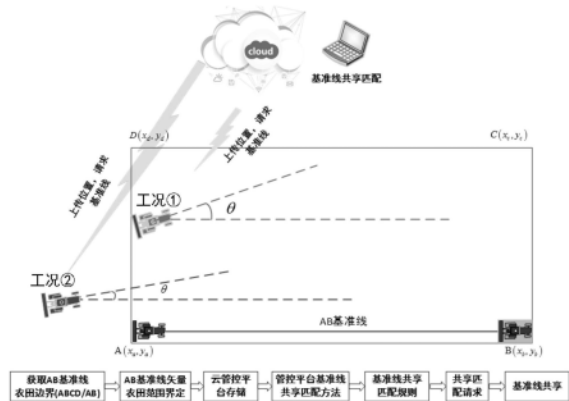 cloud
基准线共享匹配
D(x_d, y_d)
C(x_c, y_c)
上传位置，请求
基准线
上传位置，请求
基准线
工况①
θ
工况②
θ
AB基准线
A(x_a, y_a)
B(x_b, y_b)
获取AB基准线
农田边界(ABCD/AB)
AB基准线矢量
农田范围界定
云管控平
台存储
管控平台基准线
共享匹配方法
基准线共享
匹配规则
共享匹
配请求
基准线共享